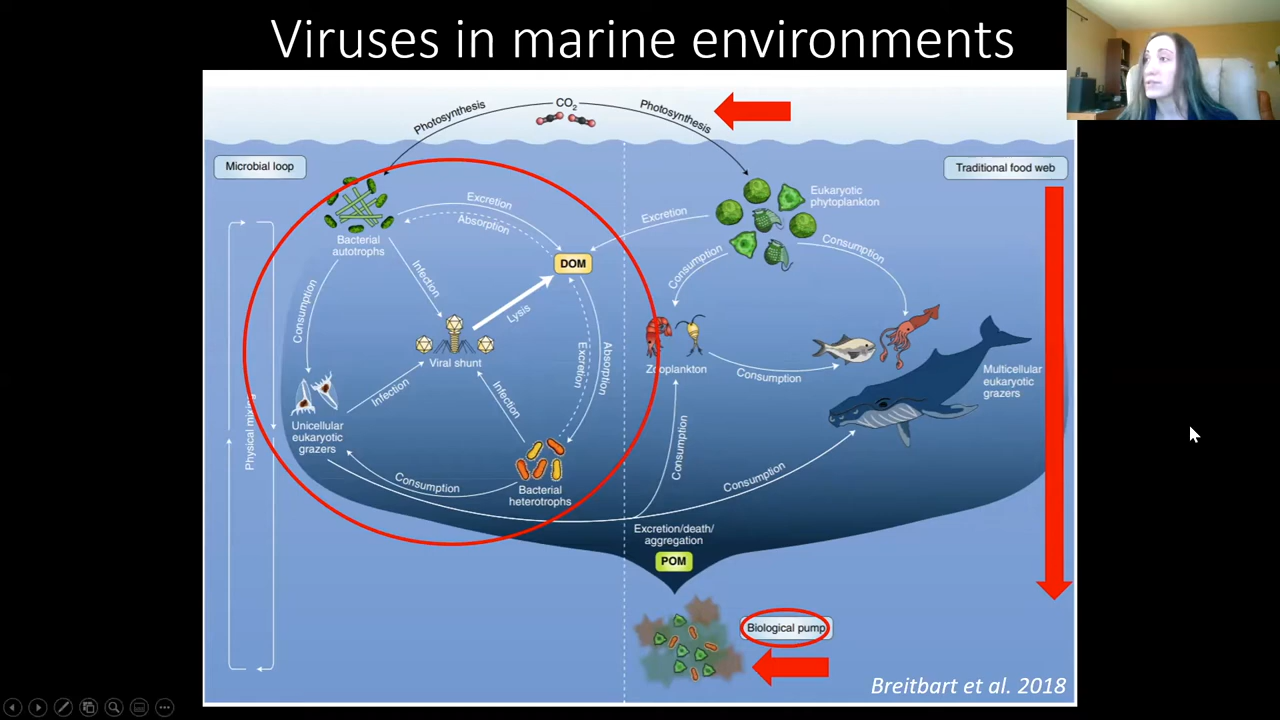 Viruses in marine environments
CO2
Photosynthesis
Photosynthesis
Microbial loop
Traditional food web
Excretion
Absorption
Bacterial
autotrophs
DOM
Excretion
Eukaryotic
phytoplankton
Consumption
Consumption
Infection
Consumption
Lysis
Viral shunt
Excretion
Absorption
Zooplankton
Consumption
Multicellular
eukaryotic
grazers
Infection
Infection
Physical mixing
Unicellular
eukaryotic
grazers
Consumption
Bacterial
heterotrophs
Consumption
Consumption
Excretion/death/
aggregation
POM
Biological pump
Breitbart et al. 2018